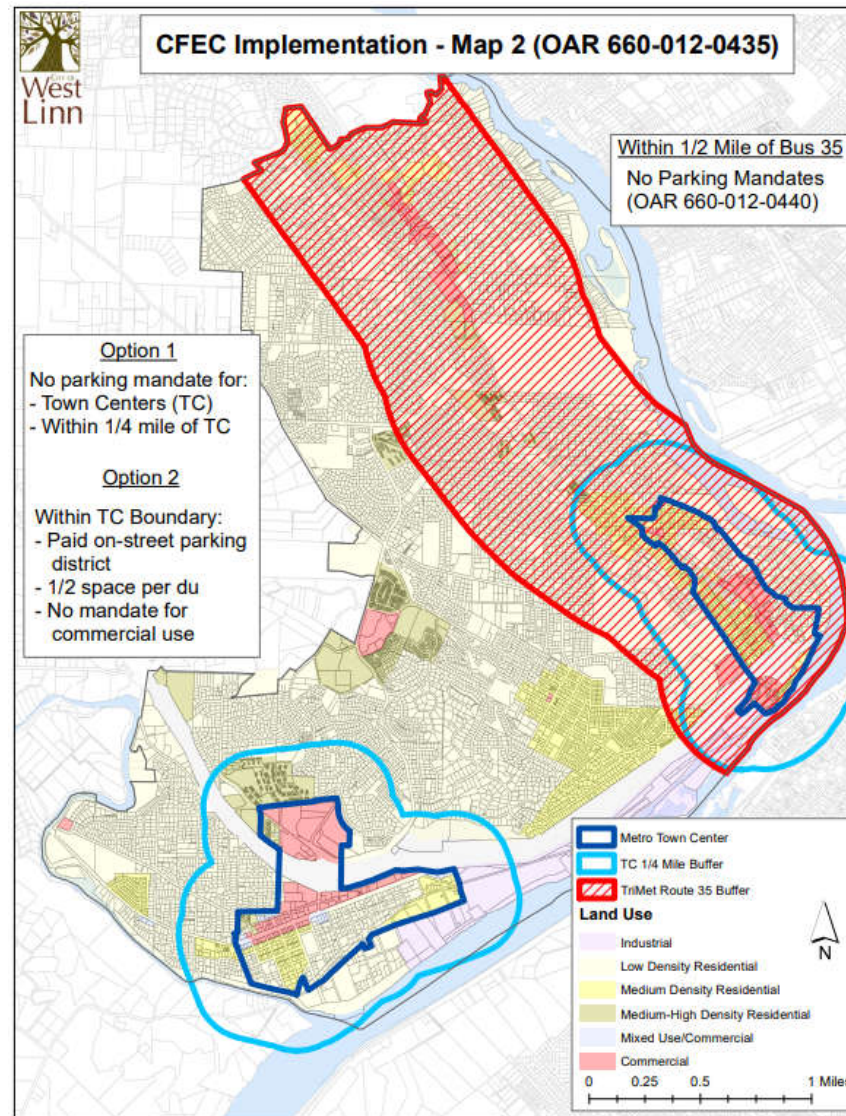 CITY OF
West
Linn
CFEC Implementation - Map 2 (OAR 660-012-0435)
Within 1/2 Mile of Bus 35
No Parking Mandates
(OAR 660-012-0440)
Option 1
No parking mandate for:
- Town Centers (TC)
- Within 1/4 mile of TC
Option 2
Within TC Boundary:
- Paid on-street parking
district
- 1/2 space per du
- No mandate for
commercial use
Metro Town Center
TC 1/4 Mile Buffer
TriMet Route 35 Buffer
Land Use
Industrial
Low Density Residential
Medium Density Residential
Medium-High Density Residential
Mixed Use/Commercial
Commercial
N
0 0.25 0.5 1 Miles